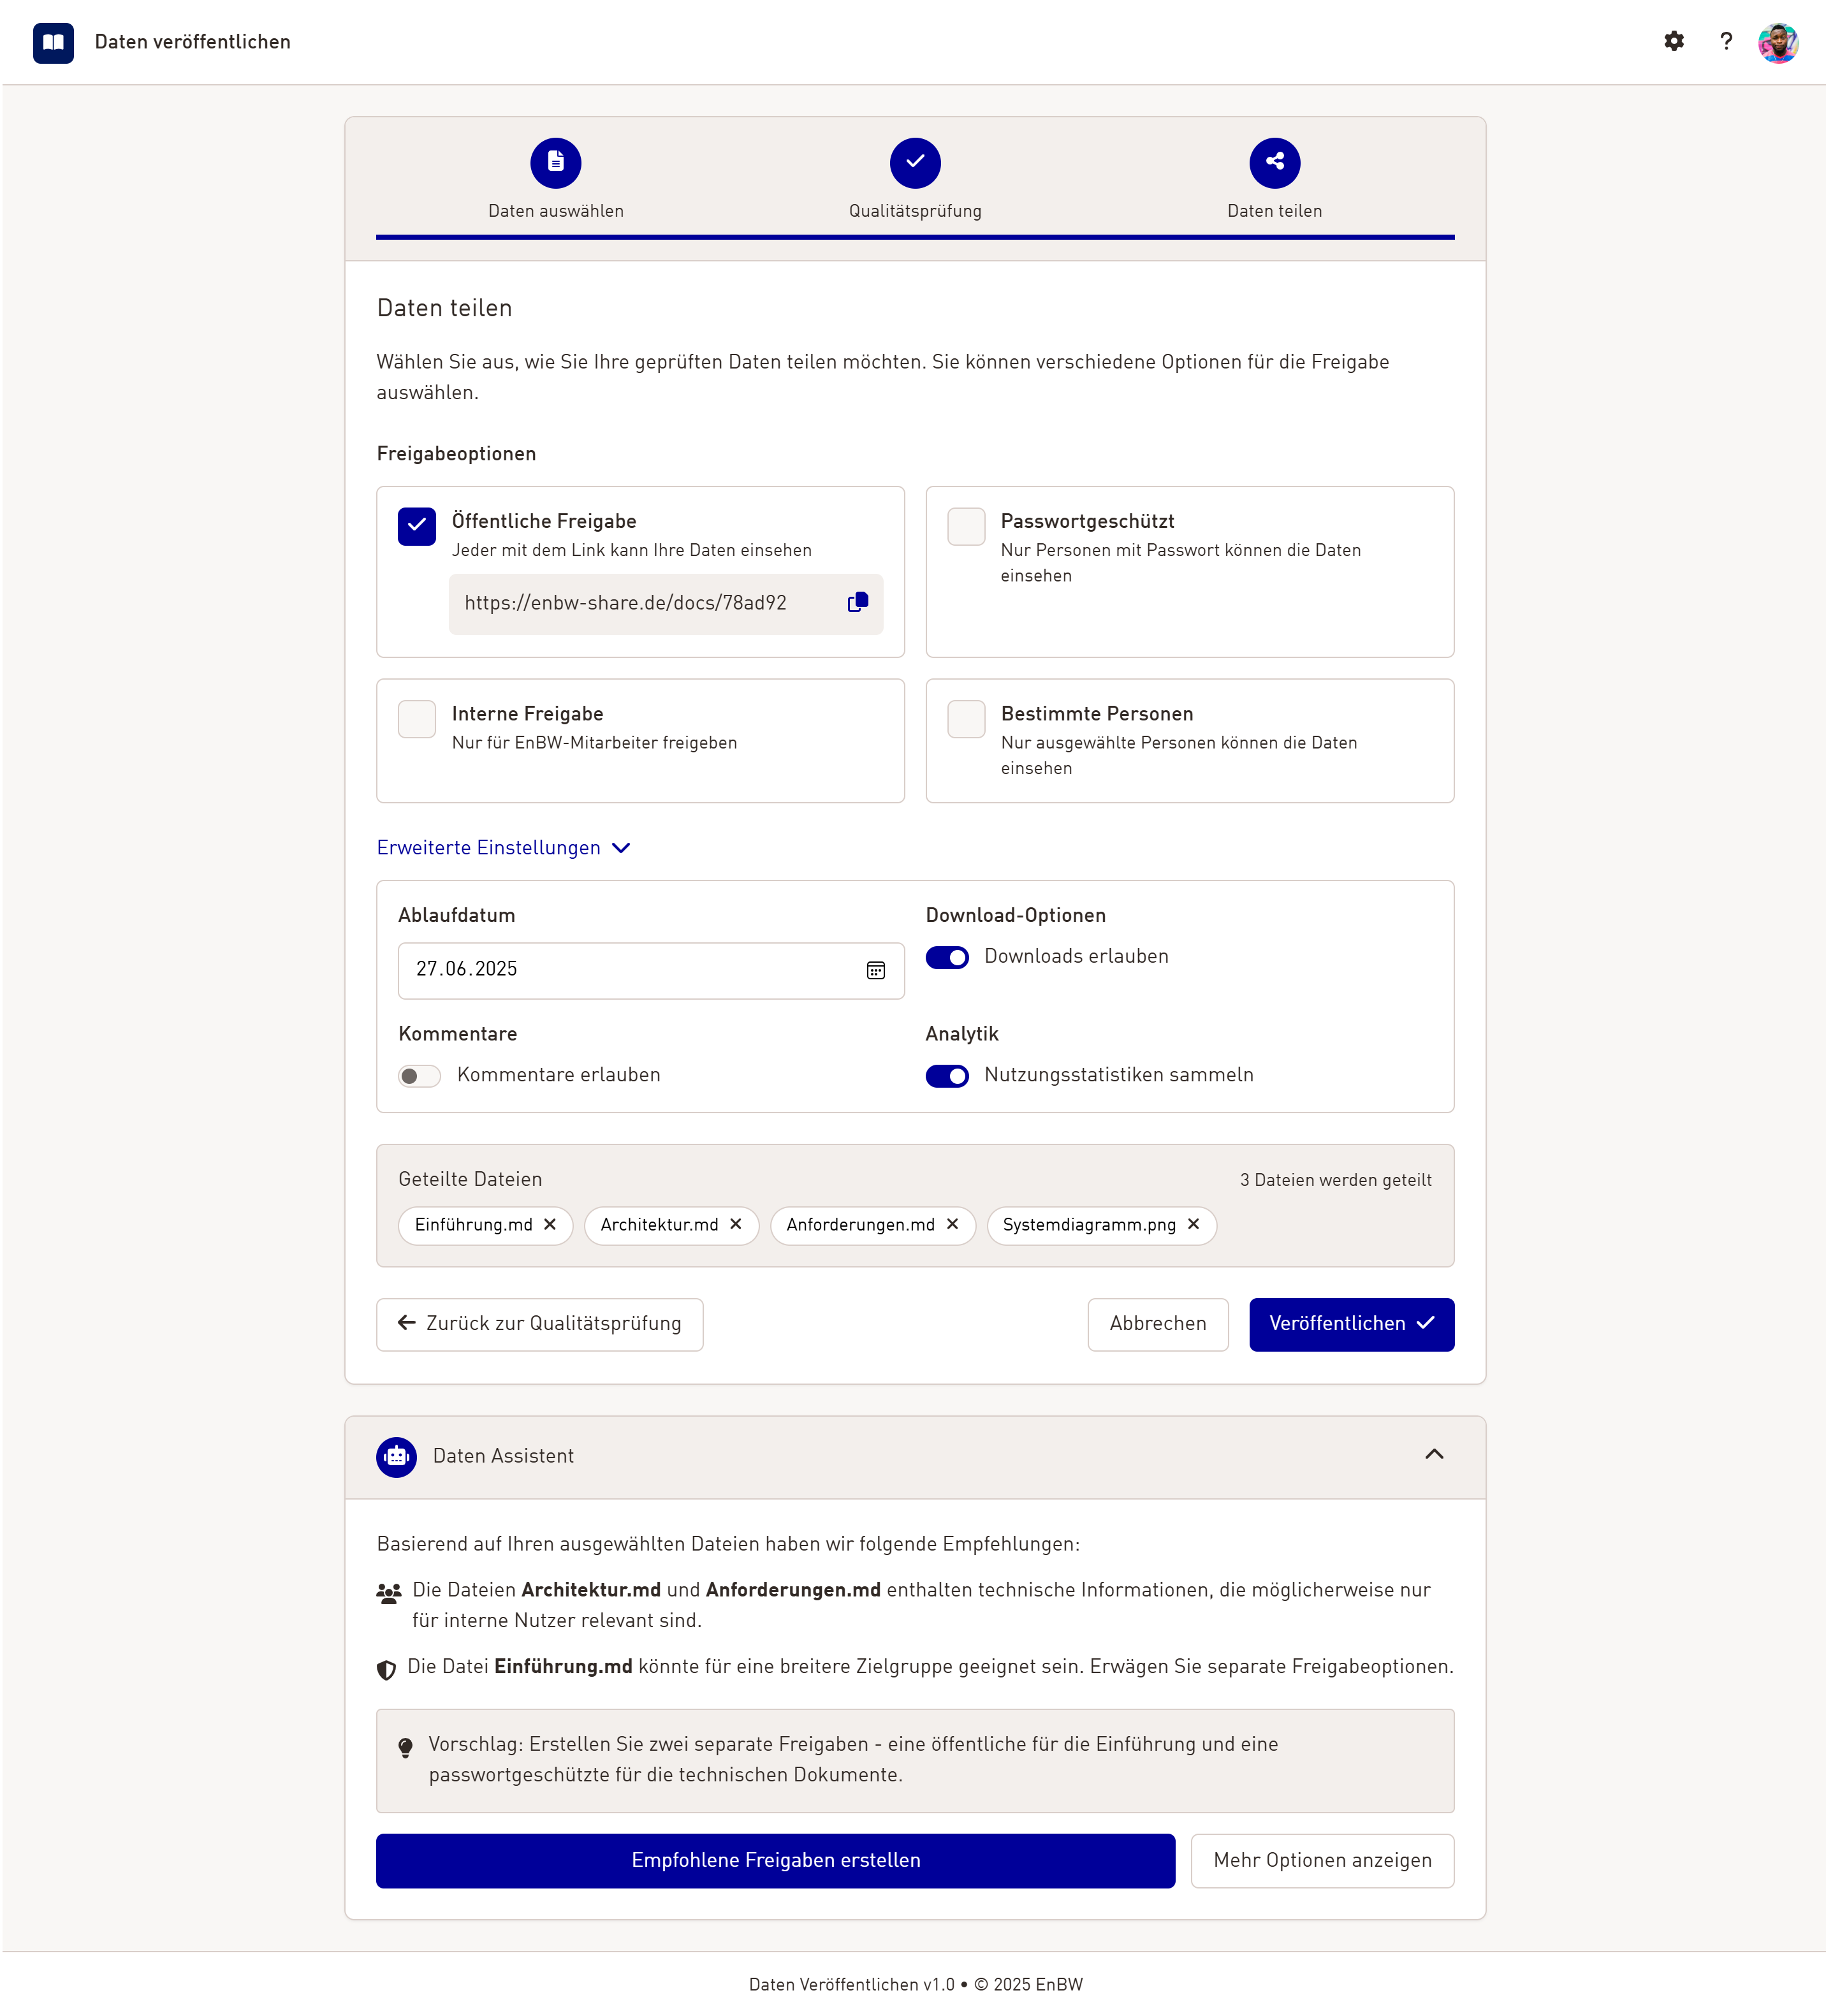 Daten veröffentlichen
?
Daten auswählen
Qualitätsprüfung
Daten teilen
Daten teilen
Wählen Sie aus, wie Sie Ihre geprüften Daten teilen möchten. Sie können verschiedene Optionen für die Freigabe
auswählen.
Freigabeoptionen
Öffentliche Freigabe
Jeder mit dem Link kann Ihre Daten einsehen
https://enbw-share.de/docs/78ad92
Passwortgeschützt
Nur Personen mit Passwort können die Daten
einsehen
Interne Freigabe
Nur für EnBW-Mitarbeiter freigeben
Bestimmte Personen
Nur ausgewählte Personen können die Daten
einsehen
Erweiterte Einstellungen
Ablaufdatum
27.06.2025
Download-Optionen
Downloads erlauben
Kommentare
Kommentare erlauben
Analytik
Nutzungsstatistiken sammeln
Geteilte Dateien
3 Dateien werden geteilt
Einführung.md
Architektur.md
Anforderungen.md
Systemdiagramm.png
Zurück zur Qualitätsprüfung
Abbrechen
Veröffentlichen
Daten Assistent
Basierend auf Ihren ausgewählten Dateien haben wir folgende Empfehlungen:
Die Dateien Architektur.md und Anforderungen.md enthalten technische Informationen, die möglicherweise nur
für interne Nutzer relevant sind.
Die Datei Einführung.md könnte für eine breitere Zielgruppe geeignet sein. Erwägen Sie separate Freigabeoptionen.
Vorschlag: Erstellen Sie zwei separate Freigaben - eine öffentliche für die Einführung und eine
passwortgeschützte für die technischen Dokumente.
Empfohlene Freigaben erstellen
Mehr Optionen anzeigen
Daten Veröffentlichen v1.0 • © 2025 EnBW